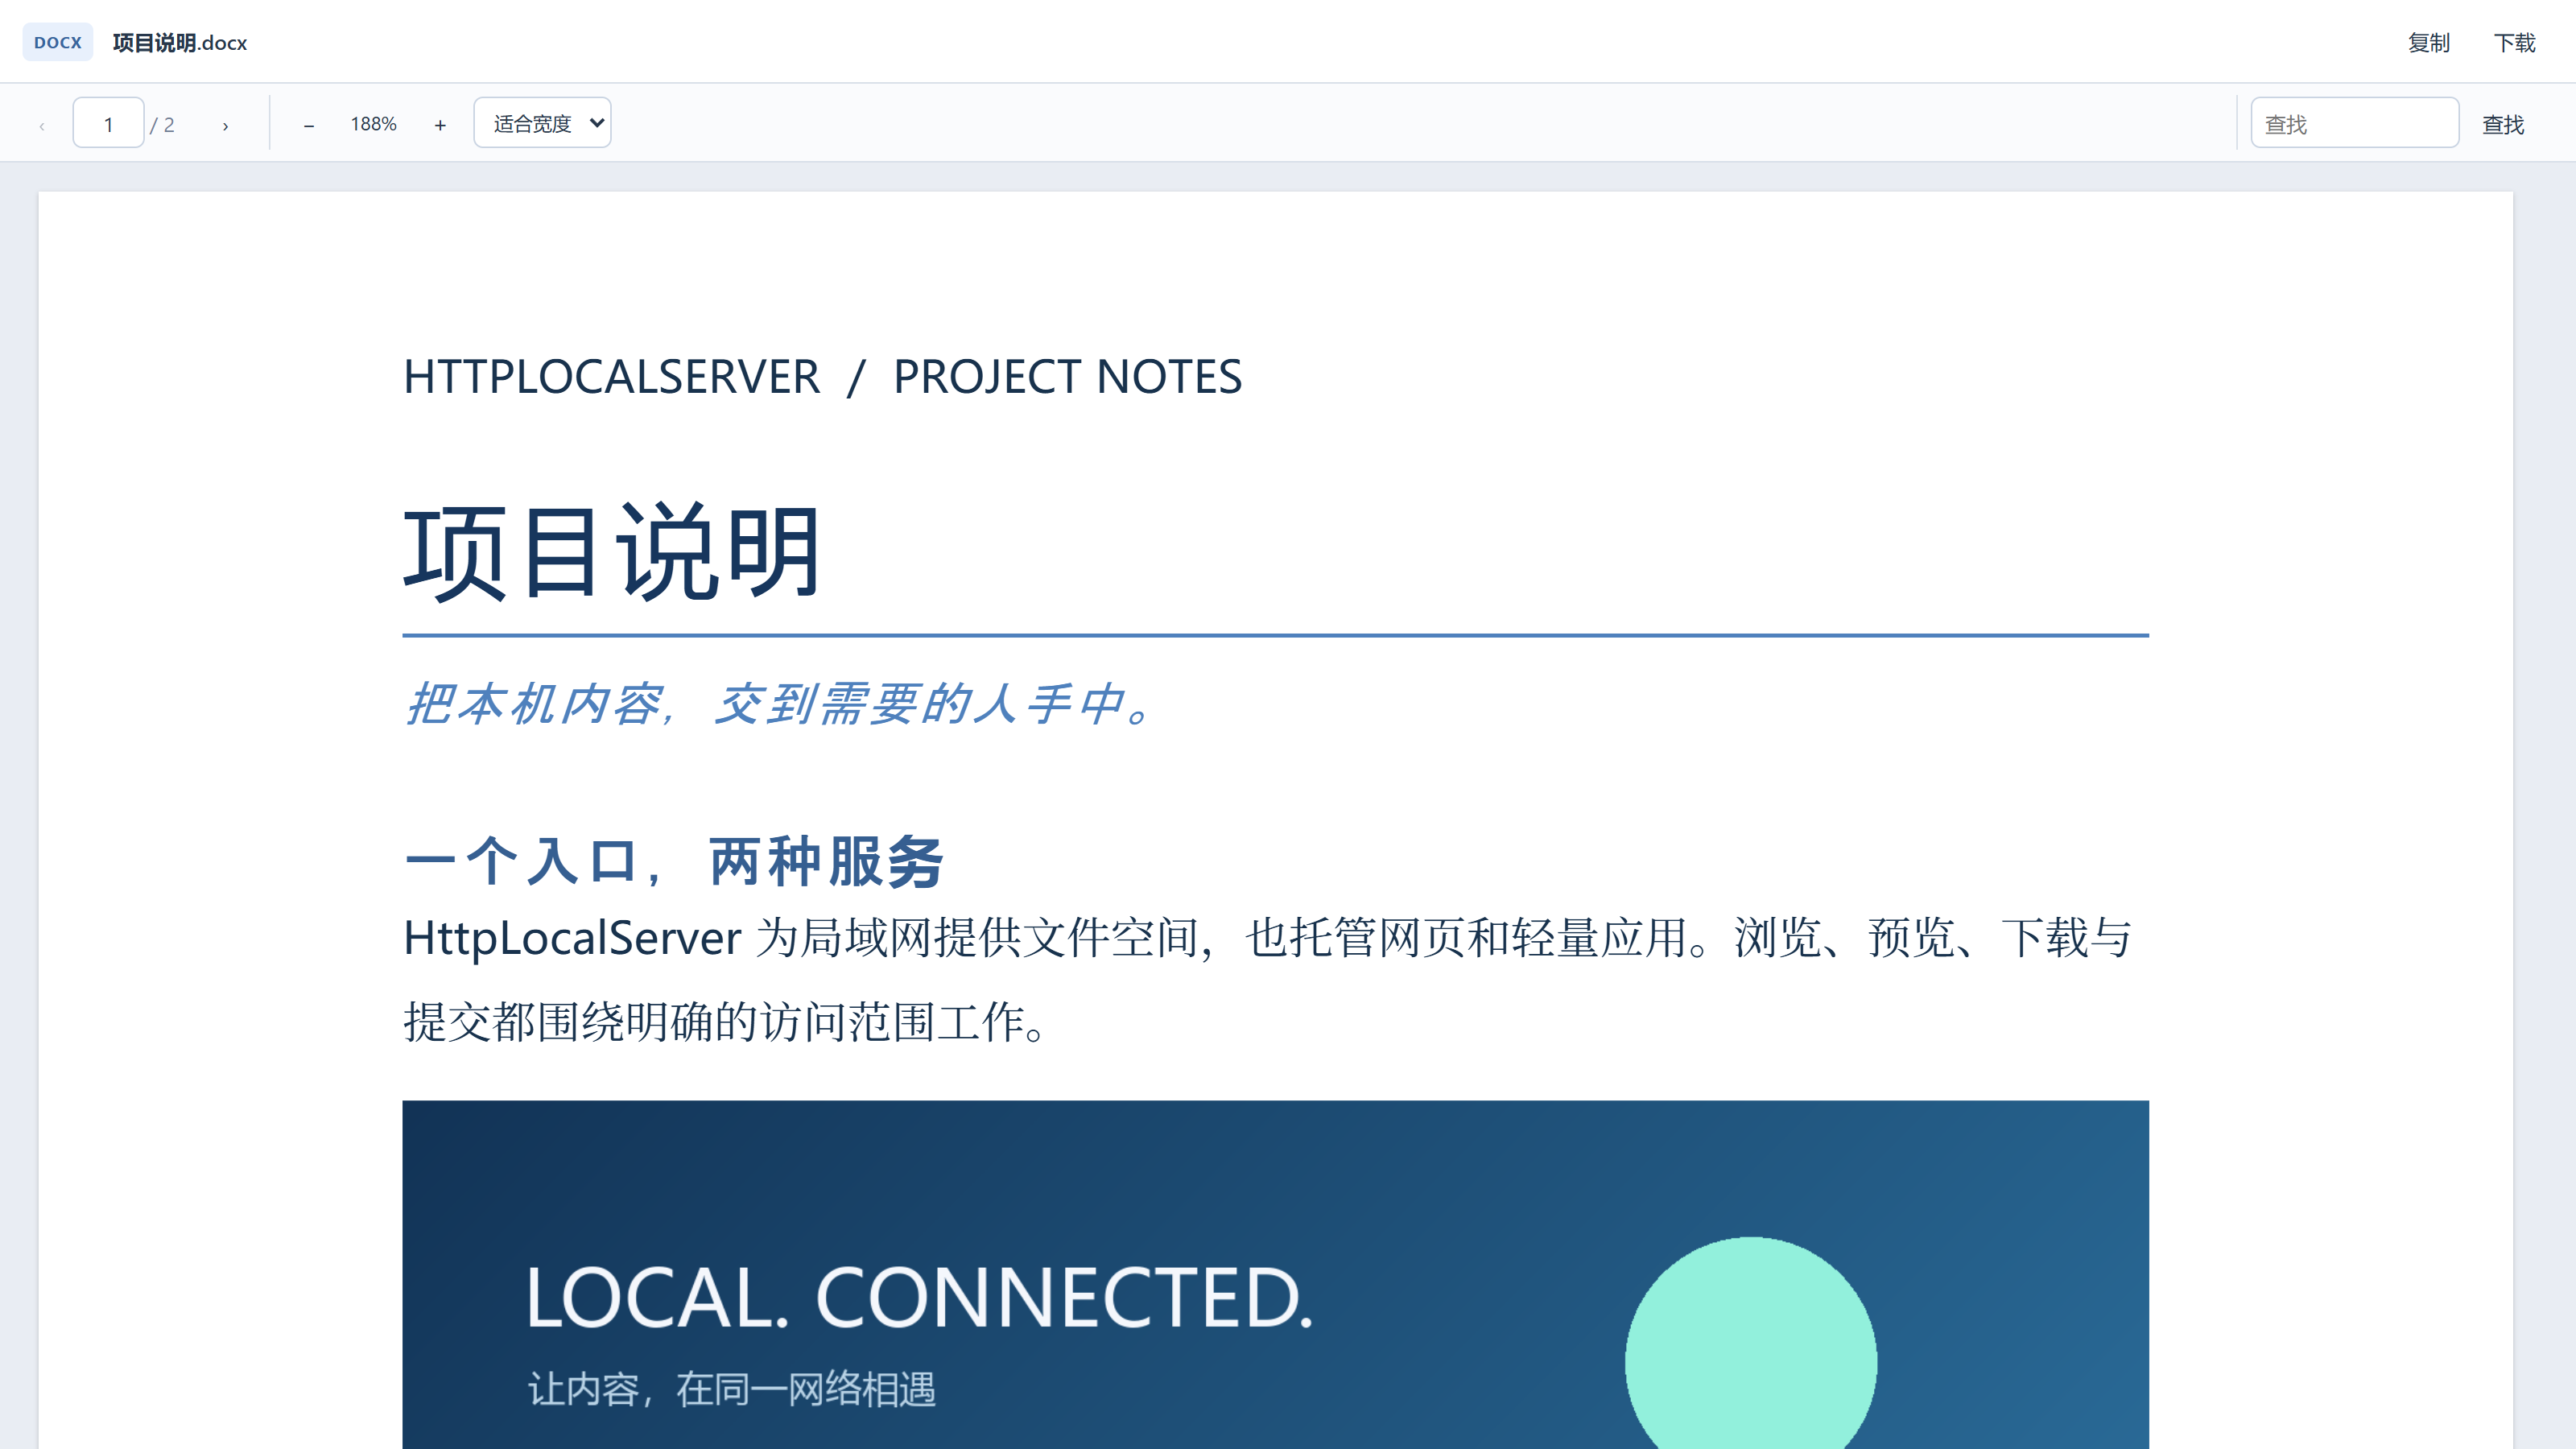 DOCX 项目说明.docx 复制 下载
‹ 1 / 2 › − 188% + 适合宽度 查找 查找
HTTPLOCALSERVER / PROJECT NOTES
项目说明
把本机内容，交到需要的人手中。
一个入口，两种服务
HttpLocalServer 为局域网提供文件空间，也托管网页和轻量应用。浏览、预览、下载与
提交都围绕明确的访问范围工作。
LOCAL. CONNECTED.
让内容，在同一网络相遇